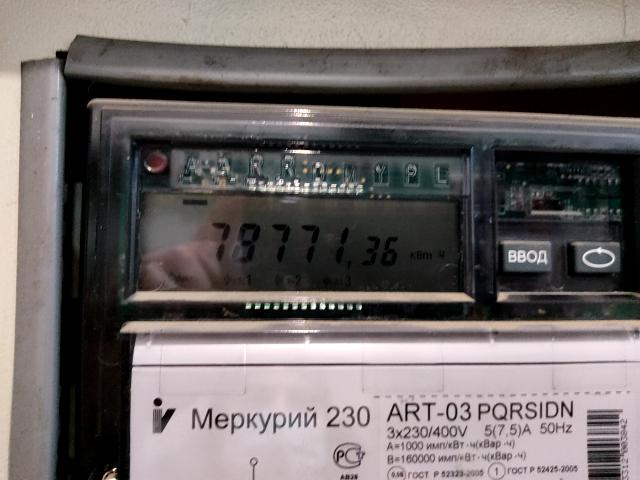 78771,36 кВт ч
ВВОД
Меркурий 230
ART-03 PQRSIDN
3x230/400V 5(7,5)A 50Hz
A=1000 имп/кВт·ч(кВар·ч)
B=160000 имп/кВт·ч(кВар·ч)
ГОСТ Р 52323-2005 1 ГОСТ Р 52425-2005